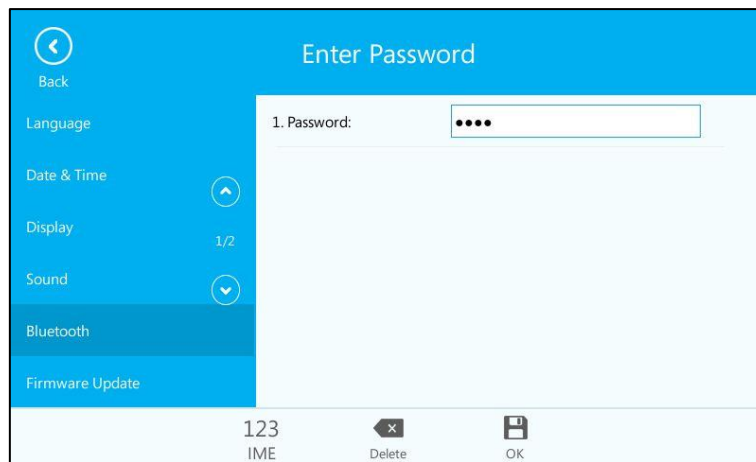 Enter Password
Back
Language
Date & Time
Display
1/2
Sound
Bluetooth
Firmware Update
1. Password: ••••
123
IME
Delete
OK